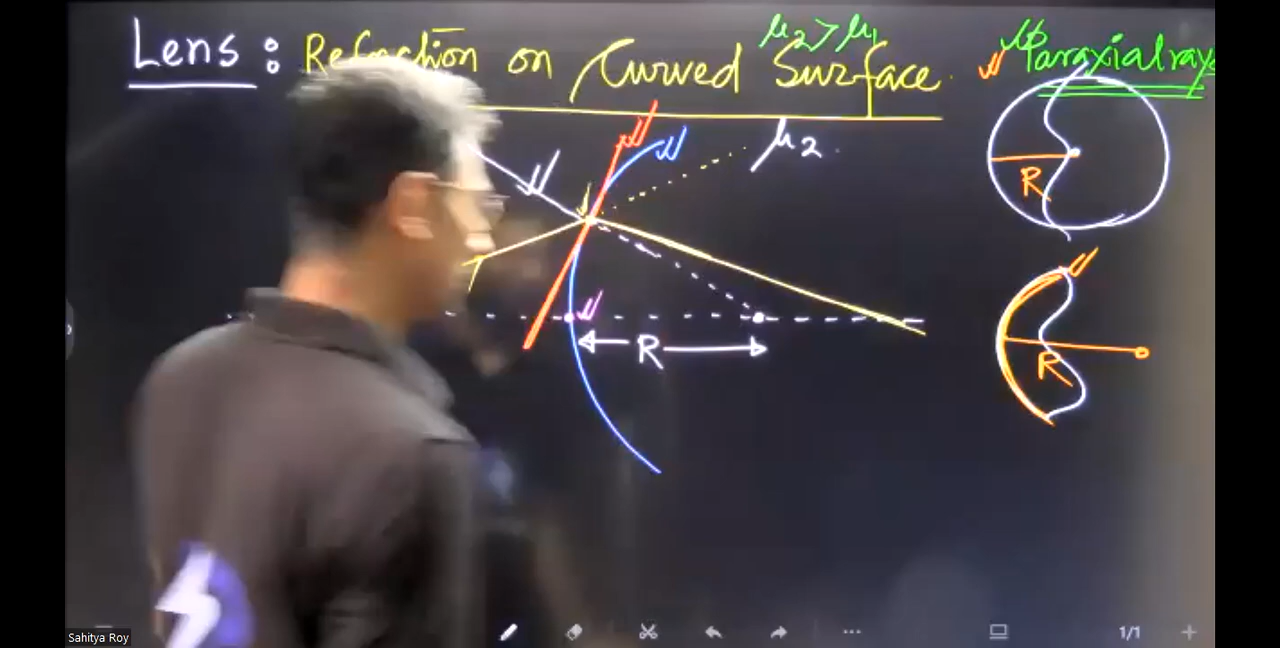 Lens : Refraction on Curved Surface.
μ₂>μ₁
Paraxial rays
μ₂
R
R
R
Sahitya Roy
1/1